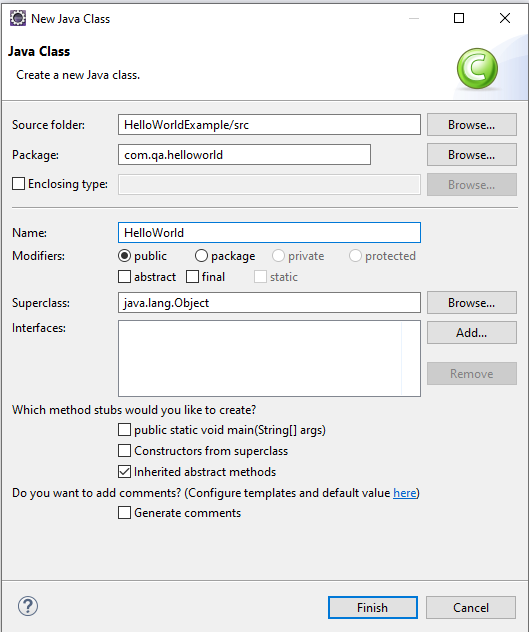 New Java Class
Java Class
Create a new Java class.
Source folder: HelloWorldExample/src Browse...
Package: com.qa.helloworld Browse...
Enclosing type: Browse...
Name: HelloWorld
Modifiers: public package private protected
abstract final static
Superclass: java.lang.Object Browse...
Interfaces: Add...
Remove
Which method stubs would you like to create?
public static void main(String[] args)
Constructors from superclass
Inherited abstract methods
Do you want to add comments? (Configure templates and default value here)
Generate comments
? Finish Cancel